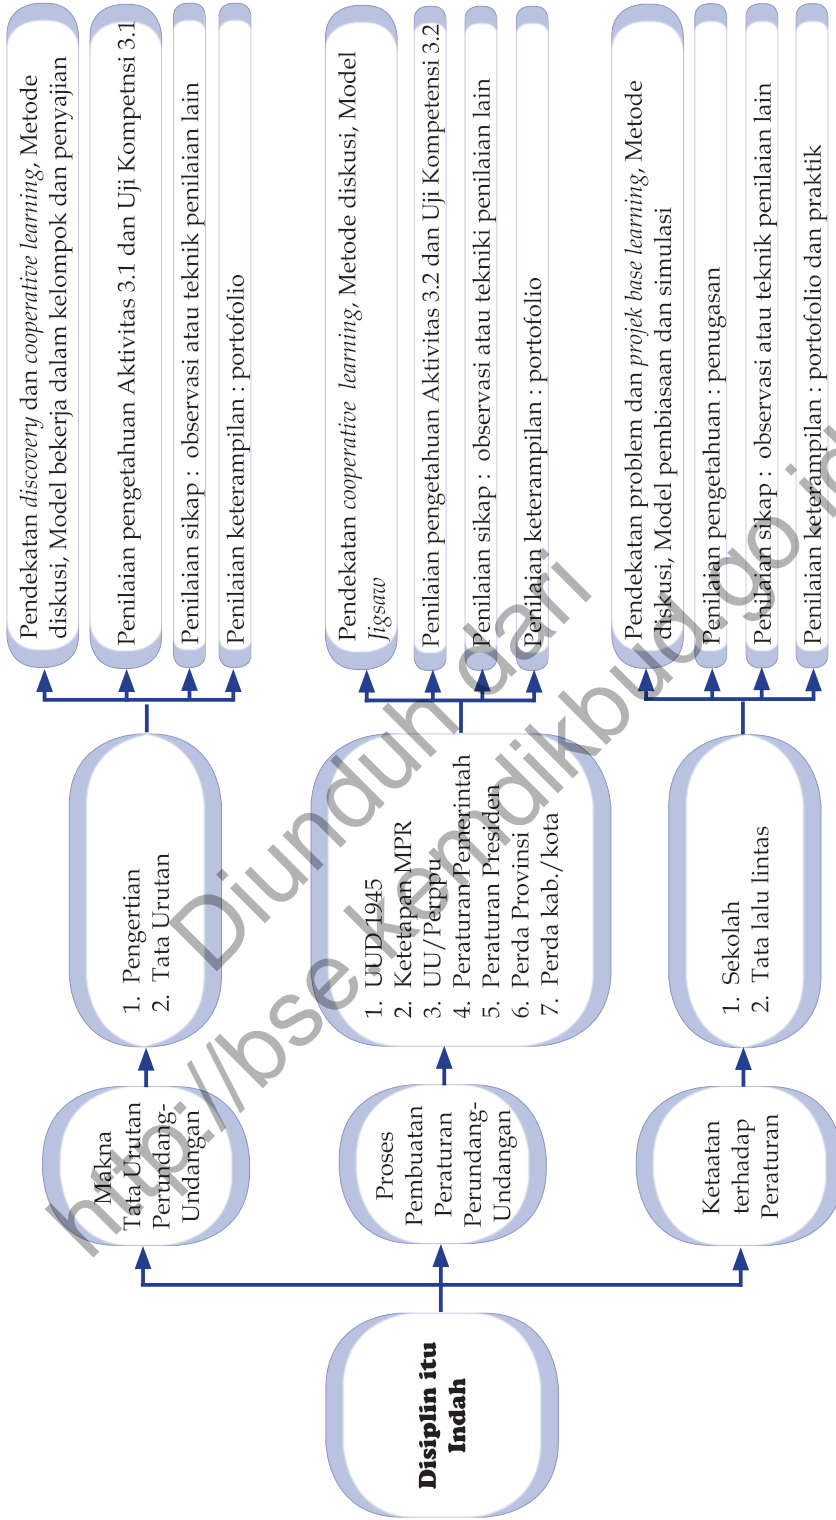 Disiplin itu
Indah
Makna
Tata Urutan
Perundang-
Undangan
1. Pengertian
2. Tata Urutan
Pendekatan discovery dan cooperative learning, Metode
diskusi, Model bekerja dalam kelompok dan penyajian
Penilaian pengetahuan Aktivitas 3.1 dan Uji Kompetnsi 3.1
Penilaian sikap : observasi atau teknik penilaian lain
Penilaian keterampilan : portofolio
Proses
Pembuatan
Peraturan
Perundang-
Undangan
1. UUD 1945
2. Ketetapan MPR
3. UU/Perppu
4. Peraturan Pemerintah
5. Peraturan Presiden
6. Perda Provinsi
7. Perda kab./kota
Pendekatan cooperative learning, Metode diskusi, Model
Jigsaw
Penilaian pengetahuan Aktivitas 3.2 dan Uji Kompetensi 3.2
Penilaian sikap : observasi atau tekniki penilaian lain
Penilaian keterampilan : portofolio
Ketaatan
terhadap
Peraturan
1. Sekolah
2. Tata lalu lintas
Pendekatan problem dan projek base learning, Metode
diskusi, Model pembiasaan dan simulasi
Penilaian pengetahuan : penugasan
Penilaian sikap : observasi atau teknik penilaian lain
Penilaian keterampilan : portofolio dan praktik
Diunduh dari
http://bse.kemdikbud.go.id